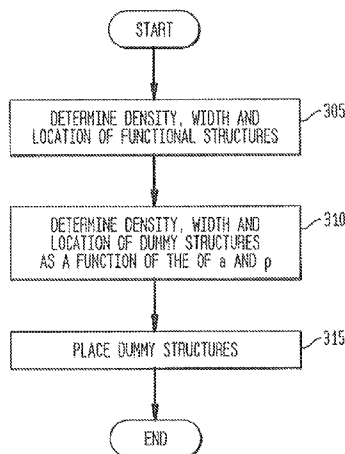 START
DETERMINE DENSITY, WIDTH AND
LOCATION OF FUNCTIONAL STRUCTURES
305
DETERMINE DENSITY, WIDTH AND
LOCATION OF DUMMY STRUCTURES
AS A FUNCTION OF THE OF a AND p
310
PLACE DUMMY STRUCTURES
315
END